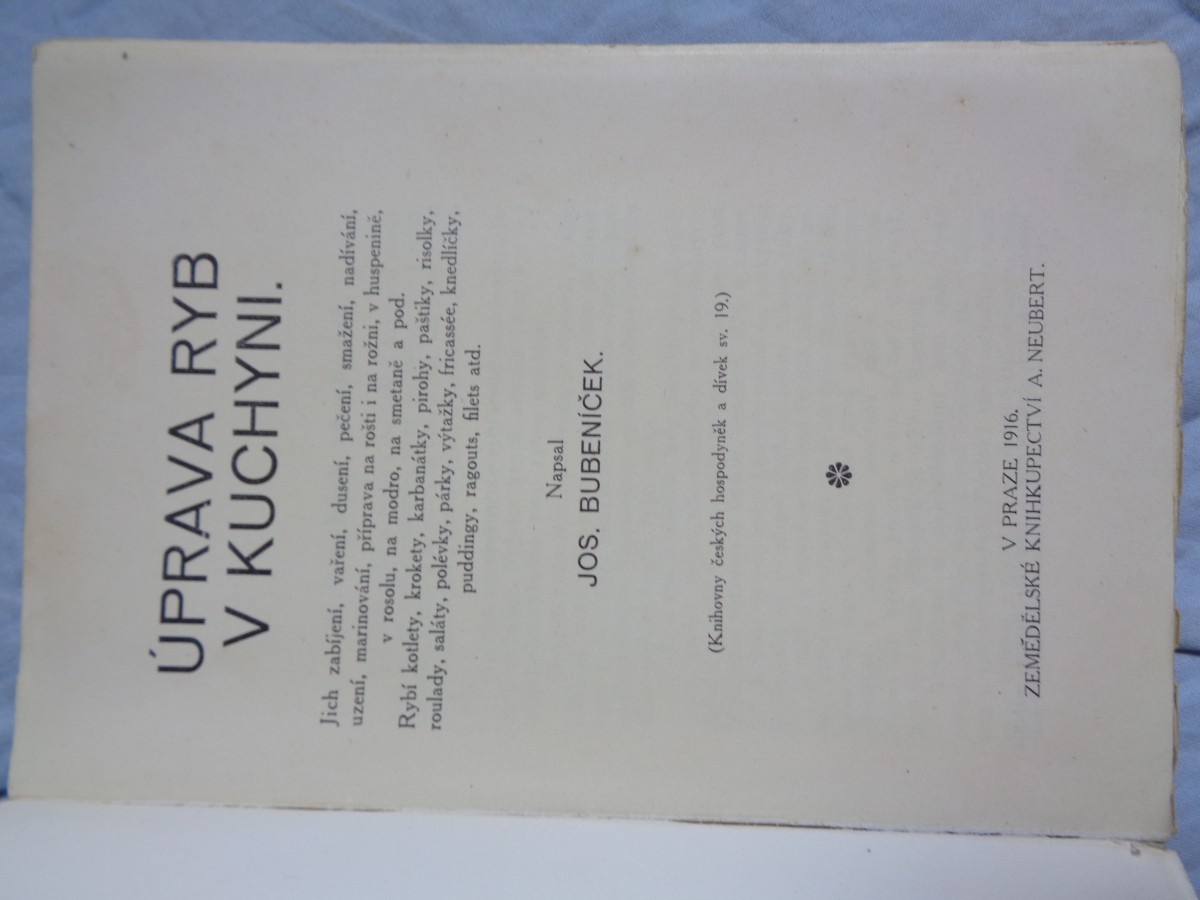 ÚPRAVA RYB
V KUCHYNI.
Jich zabíjení, vaření, dusení, pečení, smažení, nadívání,
uzení, marinování, příprava na rošti i na rožni, v huspenině,
v rosolu, na modro, na smetaně a pod.
Rybí kotlety, krokety, karbanátky, pirohy, paštiky, risolky,
roulady, saláty, polévky, párky, výtažky, fricassée, knedlíčky,
puddingy, ragouts, filets atd.
Napsal
JOS. BUBENÍČEK.
(Knihovny českých hospodyněk a dívek sv. 19.)
V PRAZE 1916.
ZEMĚDĚLSKÉ KNIHKUPECTVÍ A. NEUBERT.